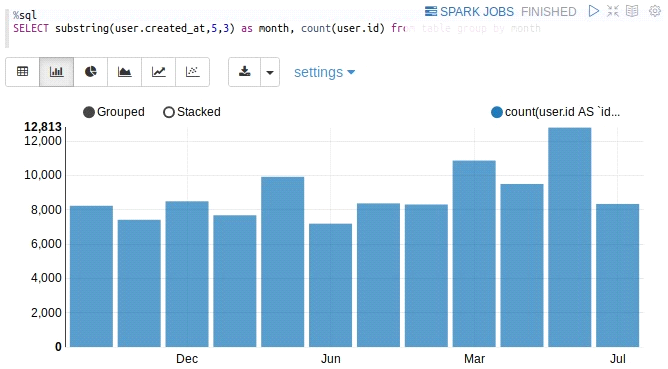 %sql
SPARK JOBS FINISHED
SELECT substring(user.created_at,5,3) as month, count(user.id) from table group by month
settings
Grouped Stacked count(user.id AS `id...
12,813
12,000
10,000
8,000
6,000
4,000
2,000
0
Dec Jun Mar Jul